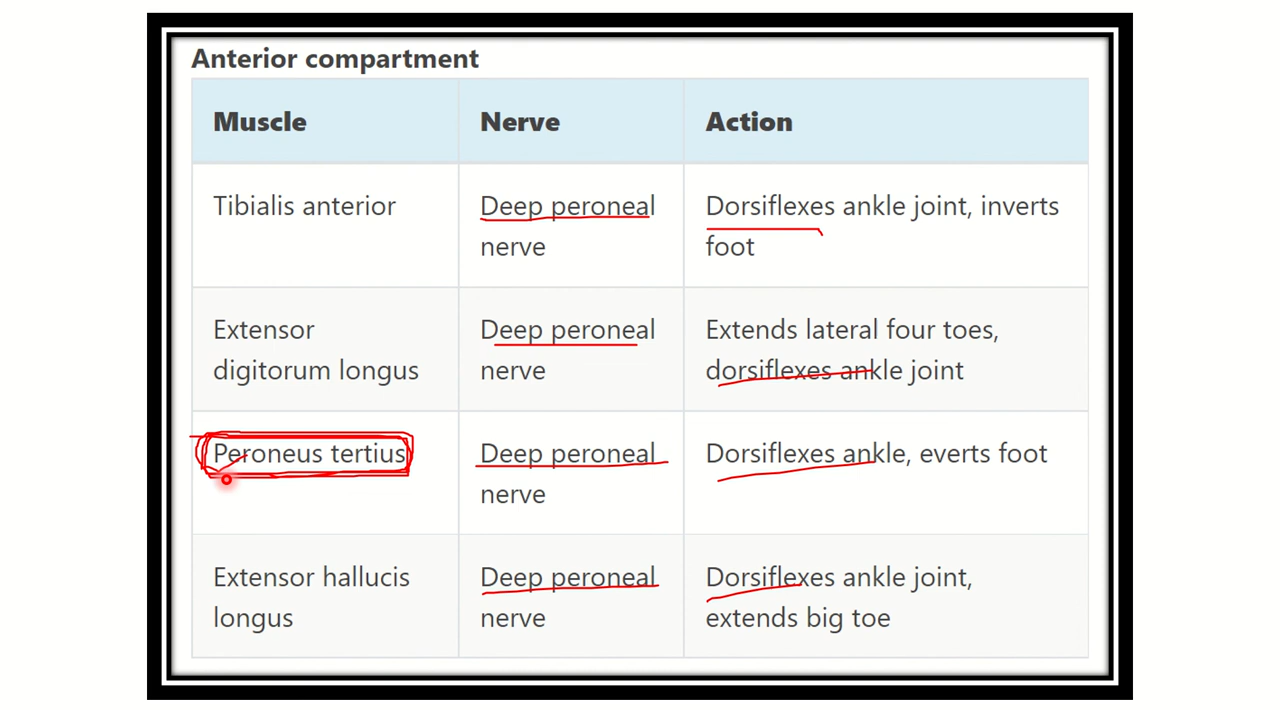 Anterior compartment
Muscle Nerve Action
Tibialis anterior Deep peroneal Dorsiflexes ankle joint, inverts
nerve foot
Extensor Deep peroneal Extends lateral four toes,
digitorum longus nerve dorsiflexes ankle joint
Peroneus tertius Deep peroneal Dorsiflexes ankle, everts foot
nerve
Extensor hallucis Deep peroneal Dorsiflexes ankle joint,
longus nerve extends big toe